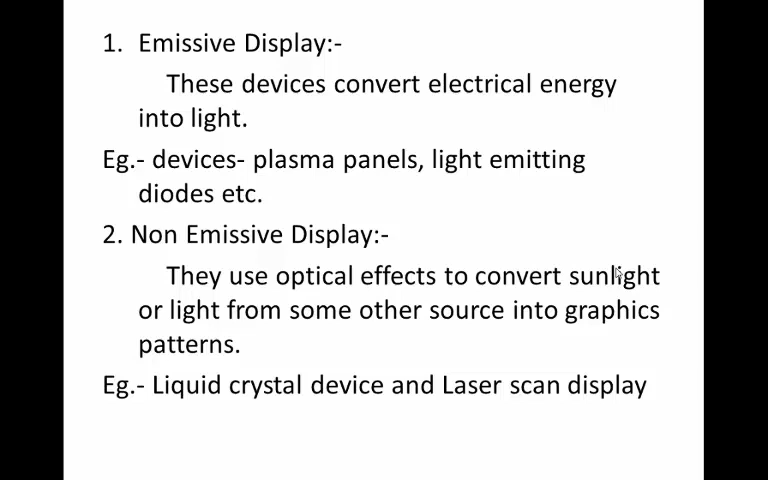 1. Emissive Display:-
These devices convert electrical energy
into light.
Eg.- devices- plasma panels, light emitting
diodes etc.
2. Non Emissive Display:-
They use optical effects to convert sunlight
or light from some other source into graphics
patterns.
Eg.- Liquid crystal device and Laser scan display